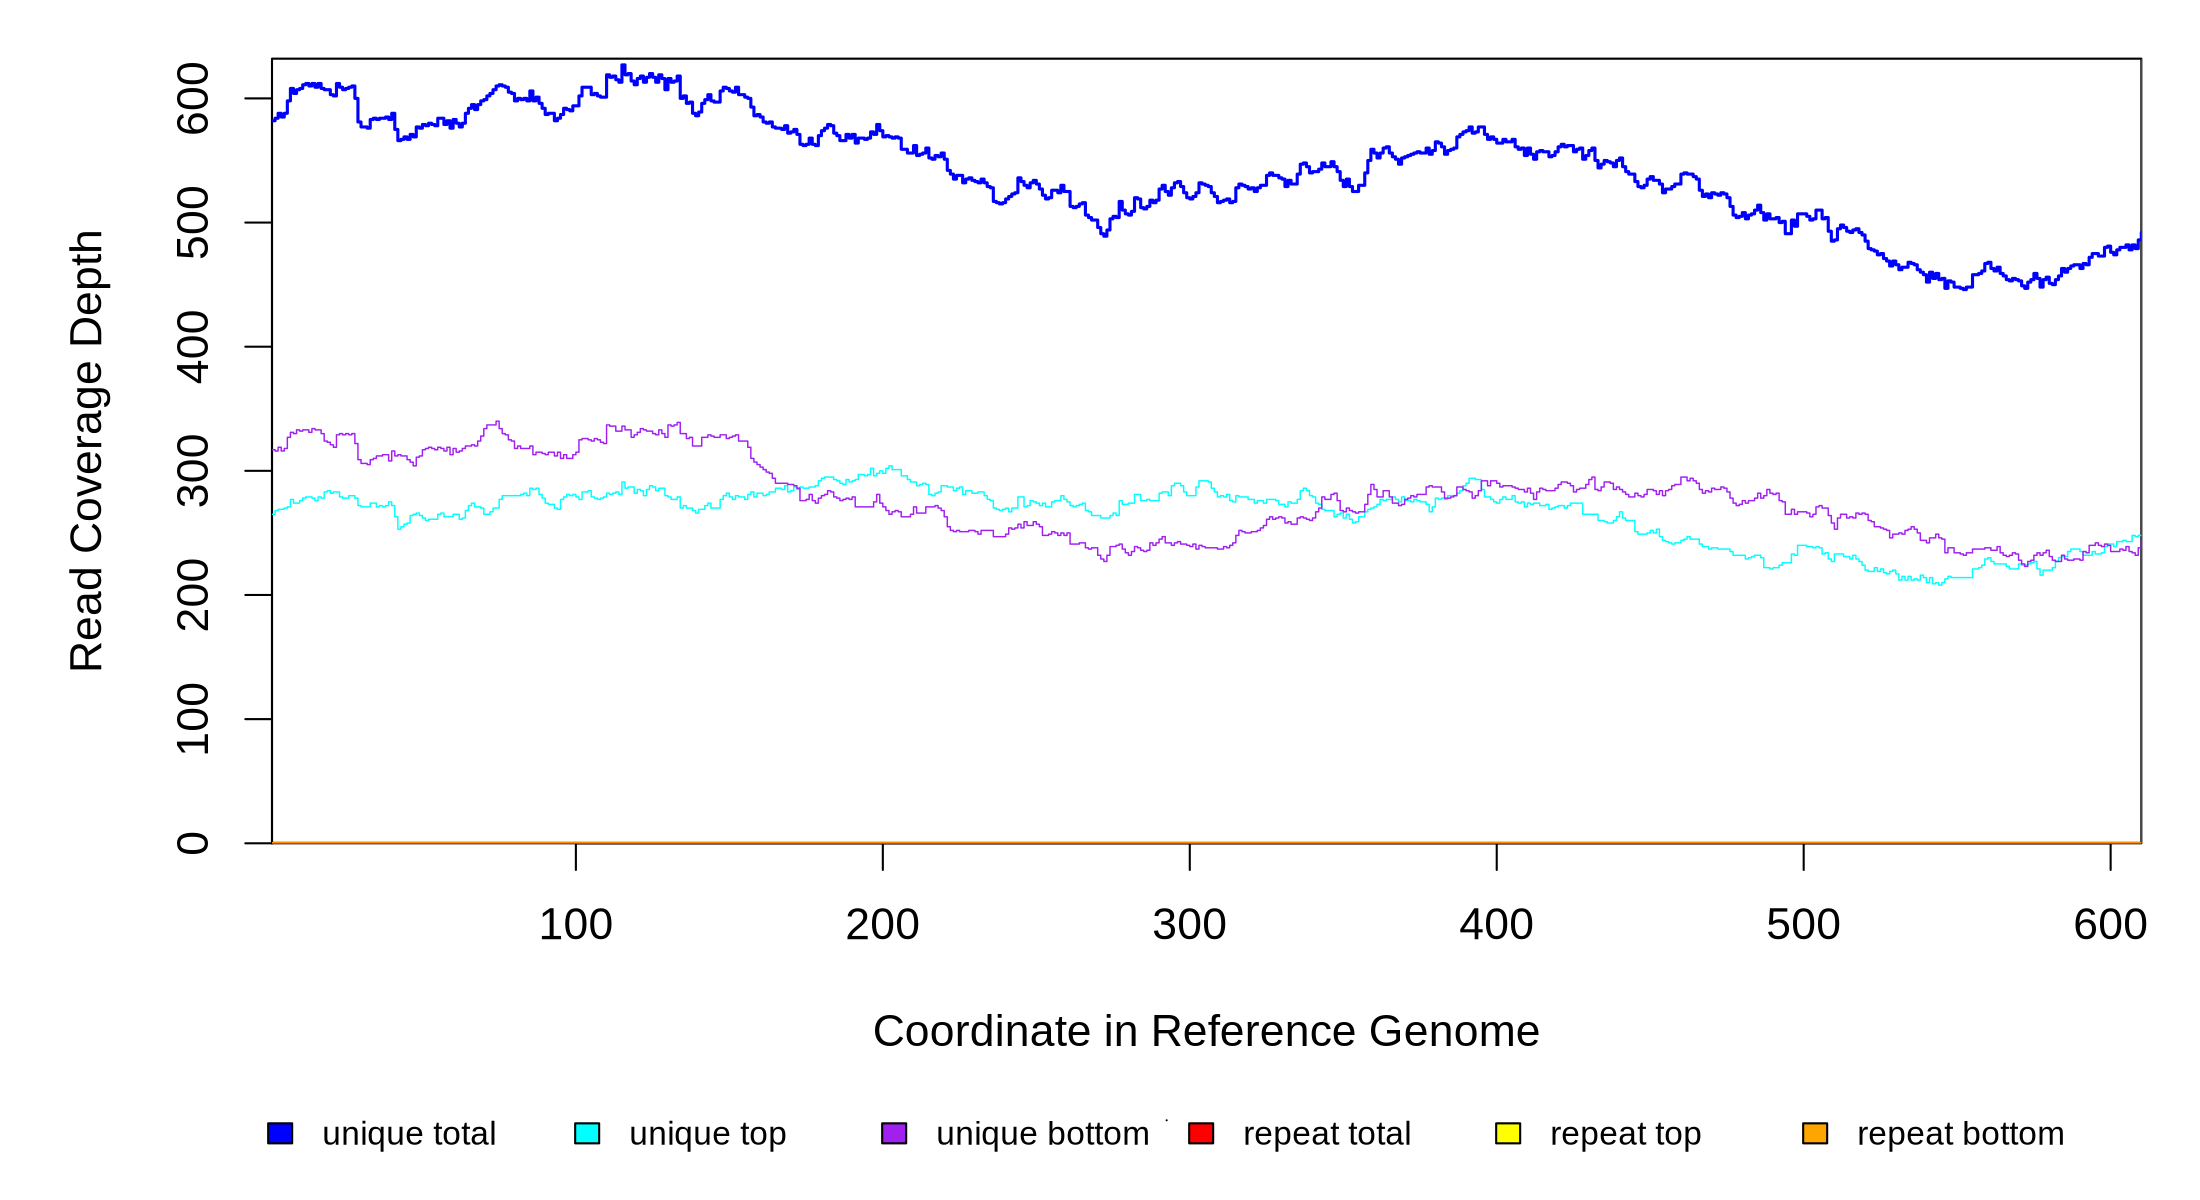 Read Coverage Depth
600
500
400
300
200
100
0
100 200 300 400 500 600
Coordinate in Reference Genome
unique total unique top unique bottom repeat total repeat top repeat bottom